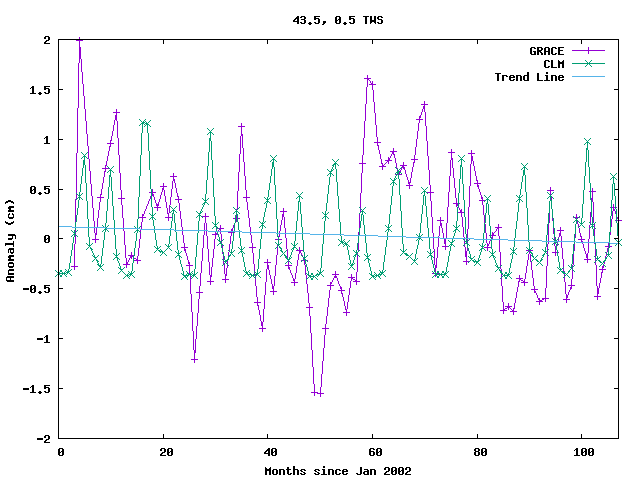 43.5, 0.5 TWS
GRACE
CLM
Trend Line
2
1.5
1
0.5
0
-0.5
-1
-1.5
-2
Anomaly (cm)
0 20 40 60 80 100
Months since Jan 2002